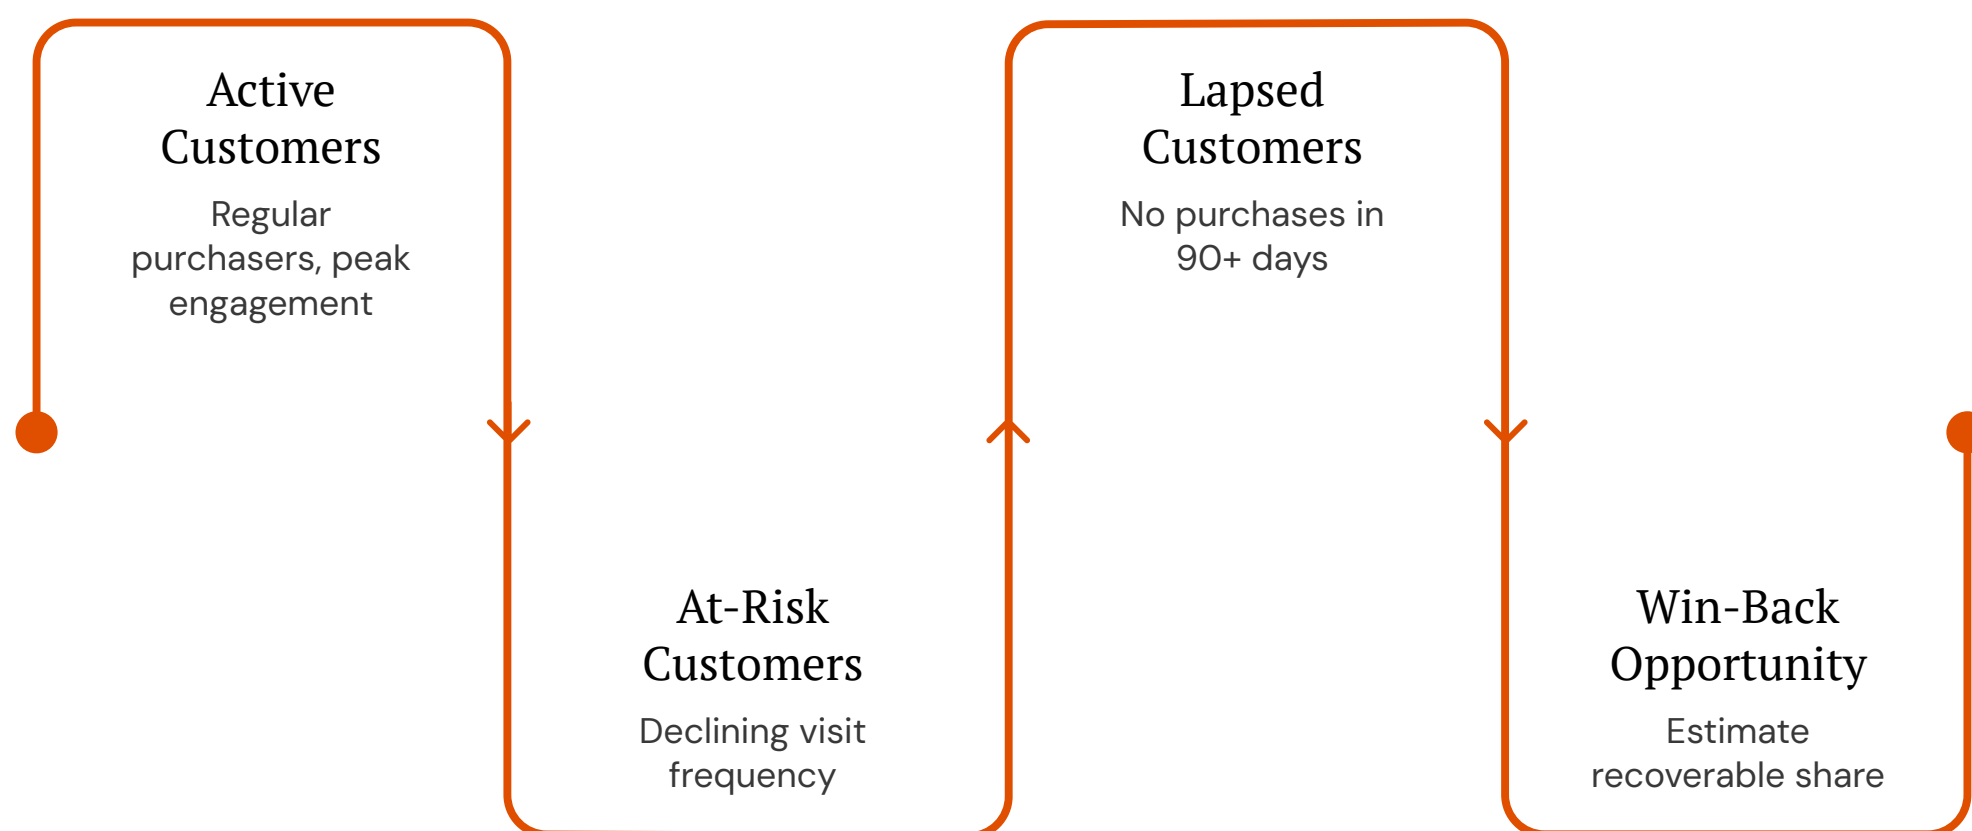 Active
Customers
Regular
purchasers, peak
engagement
At-Risk
Customers
Declining visit
frequency
Lapsed
Customers
No purchases in
90+ days
Win-Back
Opportunity
Estimate
recoverable share